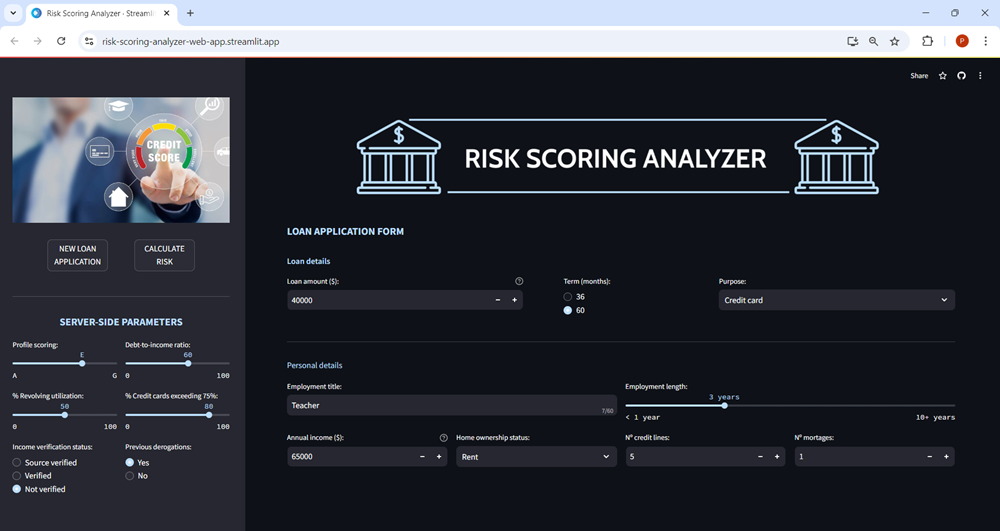 Risk Scoring Analyzer · Streaml
risk-scoring-analyzer-web-app.streamlit.app
P
Share
CREDIT
SCORE
NEW LOAN
APPLICATION
CALCULATE
RISK
SERVER-SIDE PARAMETERS
Profile scoring:
E
A G
Debt-to-income ratio:
60
0 100
% Revolving utilization:
50
0 100
% Credit cards exceeding 75%:
80
0 100
Income verification status:
Source verified
Verified
Not verified
Previous derogations:
Yes
No
$ RISK SCORING ANALYZER $
LOAN APPLICATION FORM
Loan details
Loan amount ($):
40000
Term (months):
36
60
Purpose:
Credit card
Personal details
Employment title:
Teacher
7/60
Employment length:
3 years
< 1 year 10+ years
Annual income ($):
65000
Home ownership status:
Rent
Nº credit lines:
5
Nº mortages:
1